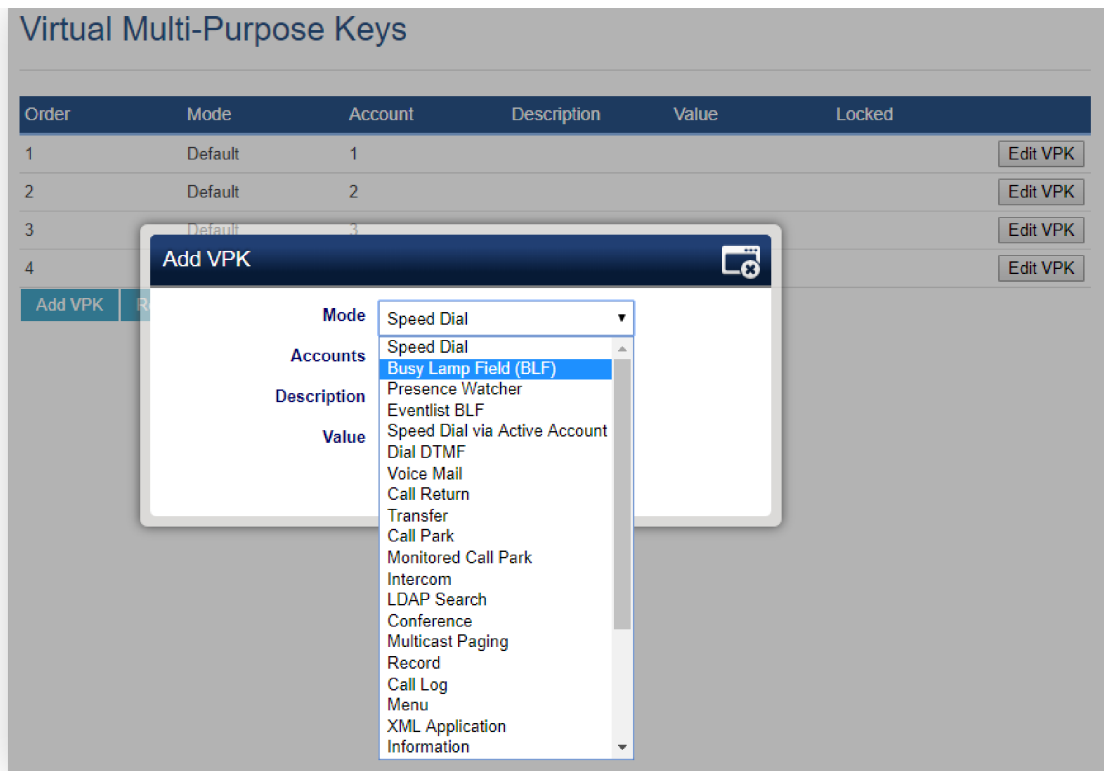 Virtual Multi-Purpose Keys
Order Mode Account Description Value Locked
1 Default 1 Edit VPK
2 Default 2 Edit VPK
3 Default 3 Edit VPK
4 Edit VPK
Add VPK
Add VPK
Mode Speed Dial
Accounts
Description
Value
Speed Dial
Busy Lamp Field (BLF)
Presence Watcher
Eventlist BLF
Speed Dial via Active Account
Dial DTMF
Voice Mail
Call Return
Transfer
Call Park
Monitored Call Park
Intercom
LDAP Search
Conference
Multicast Paging
Record
Call Log
Menu
XML Application
Information